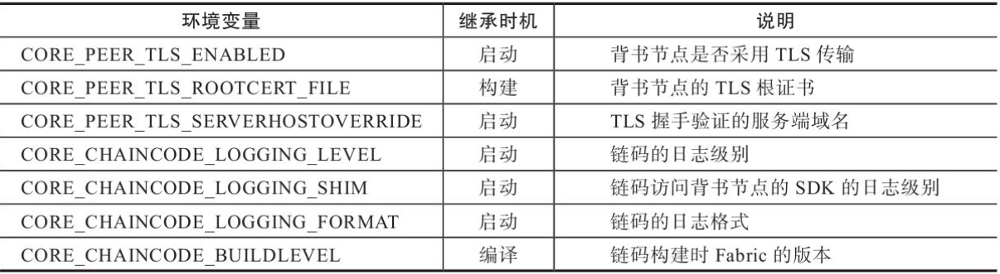 环境变量 继承时机 说明
CORE_PEER_TLS_ENABLED 启动 背书节点是否采用 TLS 传输
CORE_PEER_TLS_ROOTCERT_FILE 构建 背书节点的 TLS 根证书
CORE_PEER_TLS_SERVERHOSTOVERRIDE 启动 TLS 握手验证的服务端域名
CORE_CHAINCODE_LOGGING_LEVEL 启动 链码的日志级别
CORE_CHAINCODE_LOGGING_SHIM 启动 链码访问背书节点的 SDK 的日志级别
CORE_CHAINCODE_LOGGING_FORMAT 启动 链码的日志格式
CORE_CHAINCODE_BUILDLEVEL 编译 链码构建时 Fabric 的版本